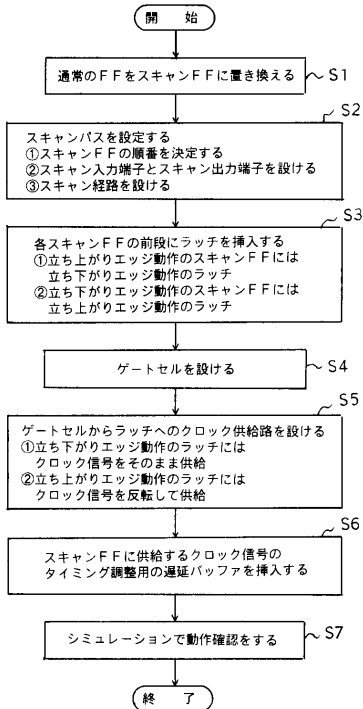 開 始
通常のFFをスキャンFFに置き換える
S1
S2
スキャンパスを設定する
①スキャンFFの順番を決定する
②スキャン入力端子とスキャン出力端子を設ける
③スキャン経路を設ける
S3
各スキャンFFの前段にラッチを挿入する
①立ち上がりエッジ動作のスキャンFFには
立ち下がりエッジ動作のラッチ
②立ち下がりエッジ動作のスキャンFFには
立ち上がりエッジ動作のラッチ
S4
ゲートセルを設ける
S5
ゲートセルからラッチへのクロック供給路を設ける
①立ち下がりエッジ動作のラッチには
クロック信号をそのまま供給
②立ち上がりエッジ動作のラッチには
クロック信号を反転して供給
S6
スキャンFFに供給するクロック信号の
タイミング調整用の遅延バッファを挿入する
シミュレーションで動作確認をする
S7
終 了